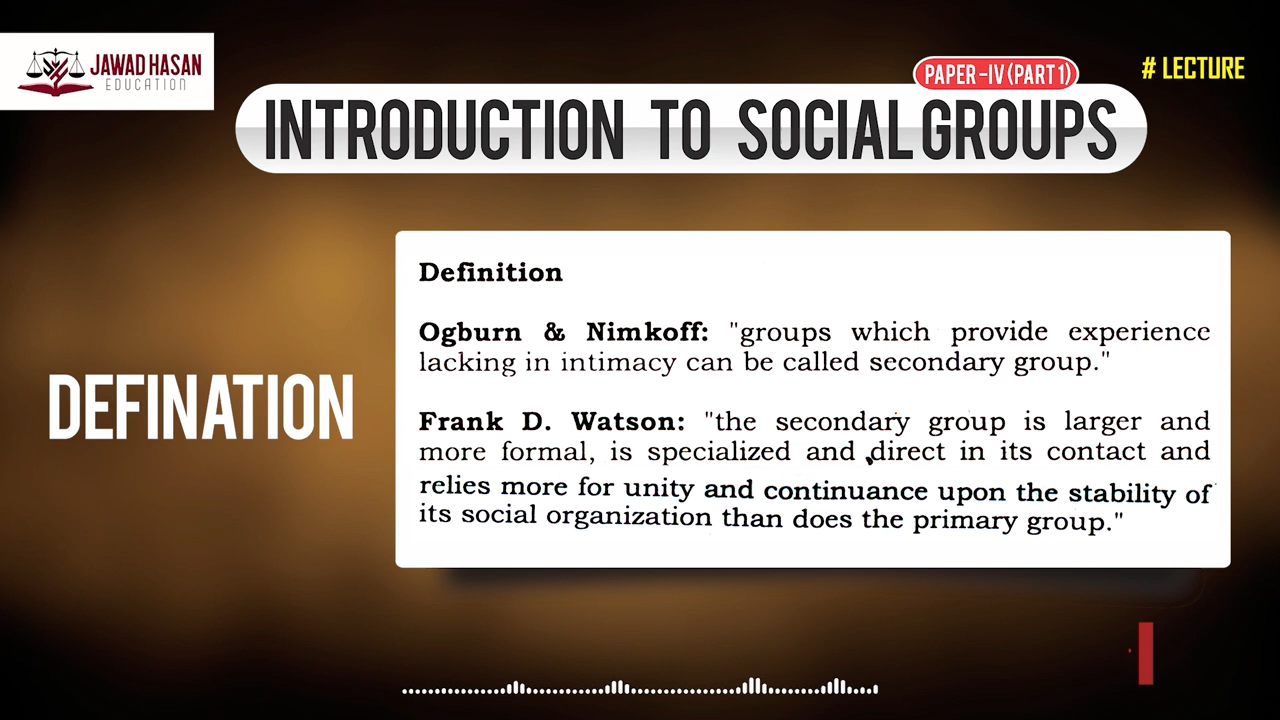 JAWAD HASAN
EDUCATION
PAPER -IV (PART 1)
# LECTURE
INTRODUCTION TO SOCIAL GROUPS
DEFINATION
Definition
Ogburn & Nimkoff: "groups which provide experience
lacking in intimacy can be called secondary group."
Frank D. Watson: "the secondary group is larger and
more formal, is specialized and direct in its contact and
relies more for unity and continuance upon the stability of
its social organization than does the primary group."